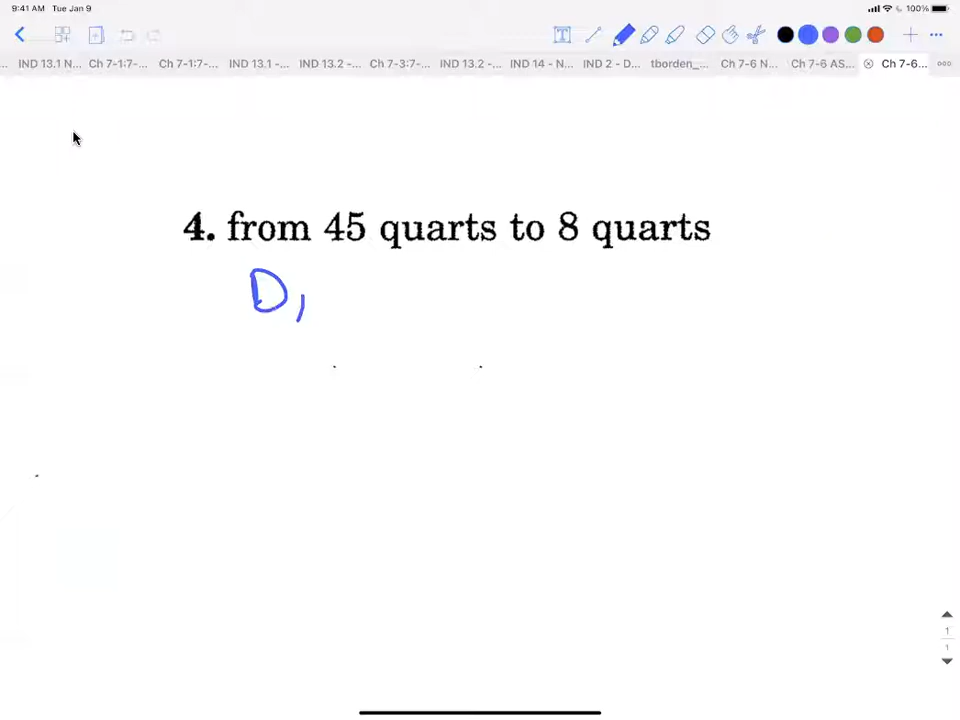 9:41 AM Tue Jan 9 100%
T
... IND 13.1 N... Ch 7-1:7-... Ch 7-1:7-... IND 13.1 -... IND 13.2 -... Ch 7-3:7-... IND 13.2 -... IND 14 - N... IND 2 - D... tborden_... Ch 7-6 N... Ch 7-6 AS... Ch 7-6...
4. from 45 quarts to 8 quarts
D,
1
1